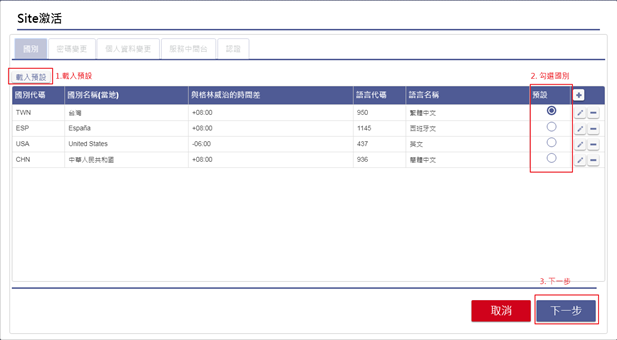 Site激活
國別 密碼變更 個人資料變更 服務中間台 認證
載入預設 1.載入預設 2. 勾選國別
國別代碼 國別名稱(當地) 與格林威治的時間差 語言代碼 語言名稱 預設
TWN 台灣 +08:00 950 繁體中文
ESP España +08:00 1145 西班牙文
USA United States -06:00 437 英文
CHN 中華人民共和國 +08:00 936 簡體中文
3. 下一步
取消 下一步